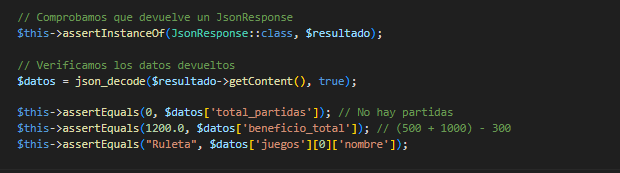 // Comprobamos que devuelve un JsonResponse
$this->assertInstanceOf(JsonResponse::class, $resultado);
// Verificamos los datos devueltos
$datos = json_decode($resultado->getContent(), true);
$this->assertEquals(0, $datos['total_partidas']); // No hay partidas
$this->assertEquals(1200.0, $datos['beneficio_total']); // (500 + 1000) - 300
$this->assertEquals("Ruleta", $datos['juegos'][0]['nombre']);